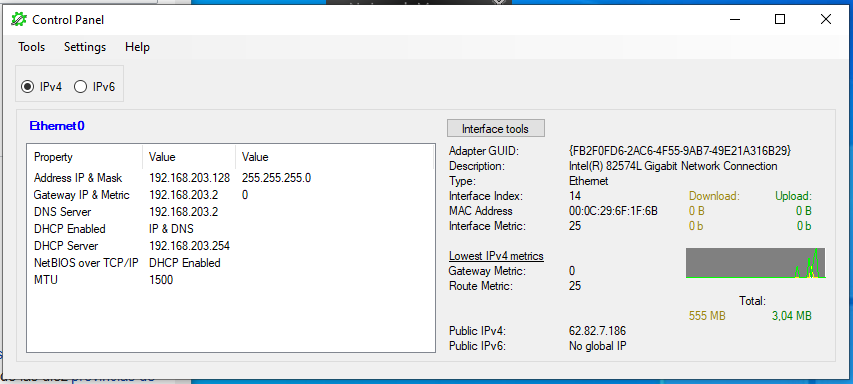 Control Panel
Tools Settings Help
IPv4 IPv6
Ethernet0
Property Value Value
Address IP & Mask 192.168.203.128 255.255.255.0
Gateway IP & Metric 192.168.203.2 0
DNS Server 192.168.203.2
DHCP Enabled IP & DNS
DHCP Server 192.168.203.254
NetBIOS over TCP/IP DHCP Enabled
MTU 1500
Interface tools
Adapter GUID: {FB2F0FD6-2AC6-4F55-9AB7-49E21A316B29}
Description: Intel(R) 82574L Gigabit Network Connection
Type: Ethernet
Interface Index: 14 Download: Upload:
MAC Address 00:0C:29:6F:1F:6B 0 B 0 B
Interface Metric: 25 0 b 0 b
Lowest IPv4 metrics
Gateway Metric: 0
Route Metric: 25
Total:
555 MB 3,04 MB
Public IPv4: 62.82.7.186
Public IPv6: No global IP